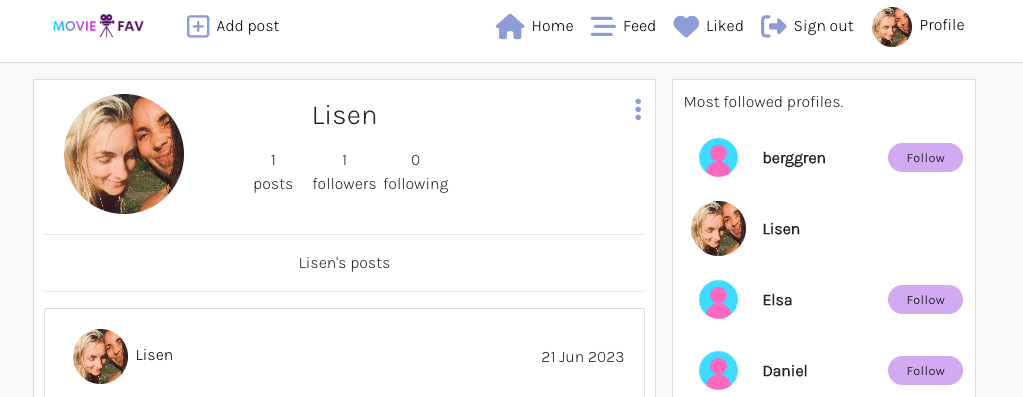 MOVIE FAV
Add post
Home
Feed
Liked
Sign out
Profile
Lisen
1 1 0
posts followers following
Lisen's posts
Lisen
21 Jun 2023
Most followed profiles.
berggren Follow
Lisen
Elsa Follow
Daniel Follow